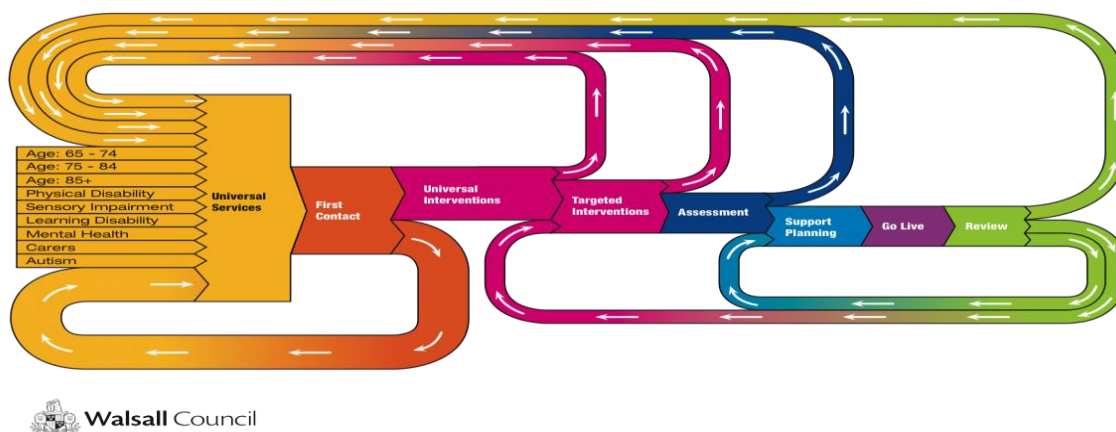 Age: 65 - 74
Age: 75 - 84
Age: 85+
Physical Disability
Sensory Impairment
Learning Disability
Mental Health
Carers
Autism
Universal
Services
First
Contact
Universal
Interventions
Targeted
Interventions
Assessment
Support
Planning
Go Live
Review
Walsall Council